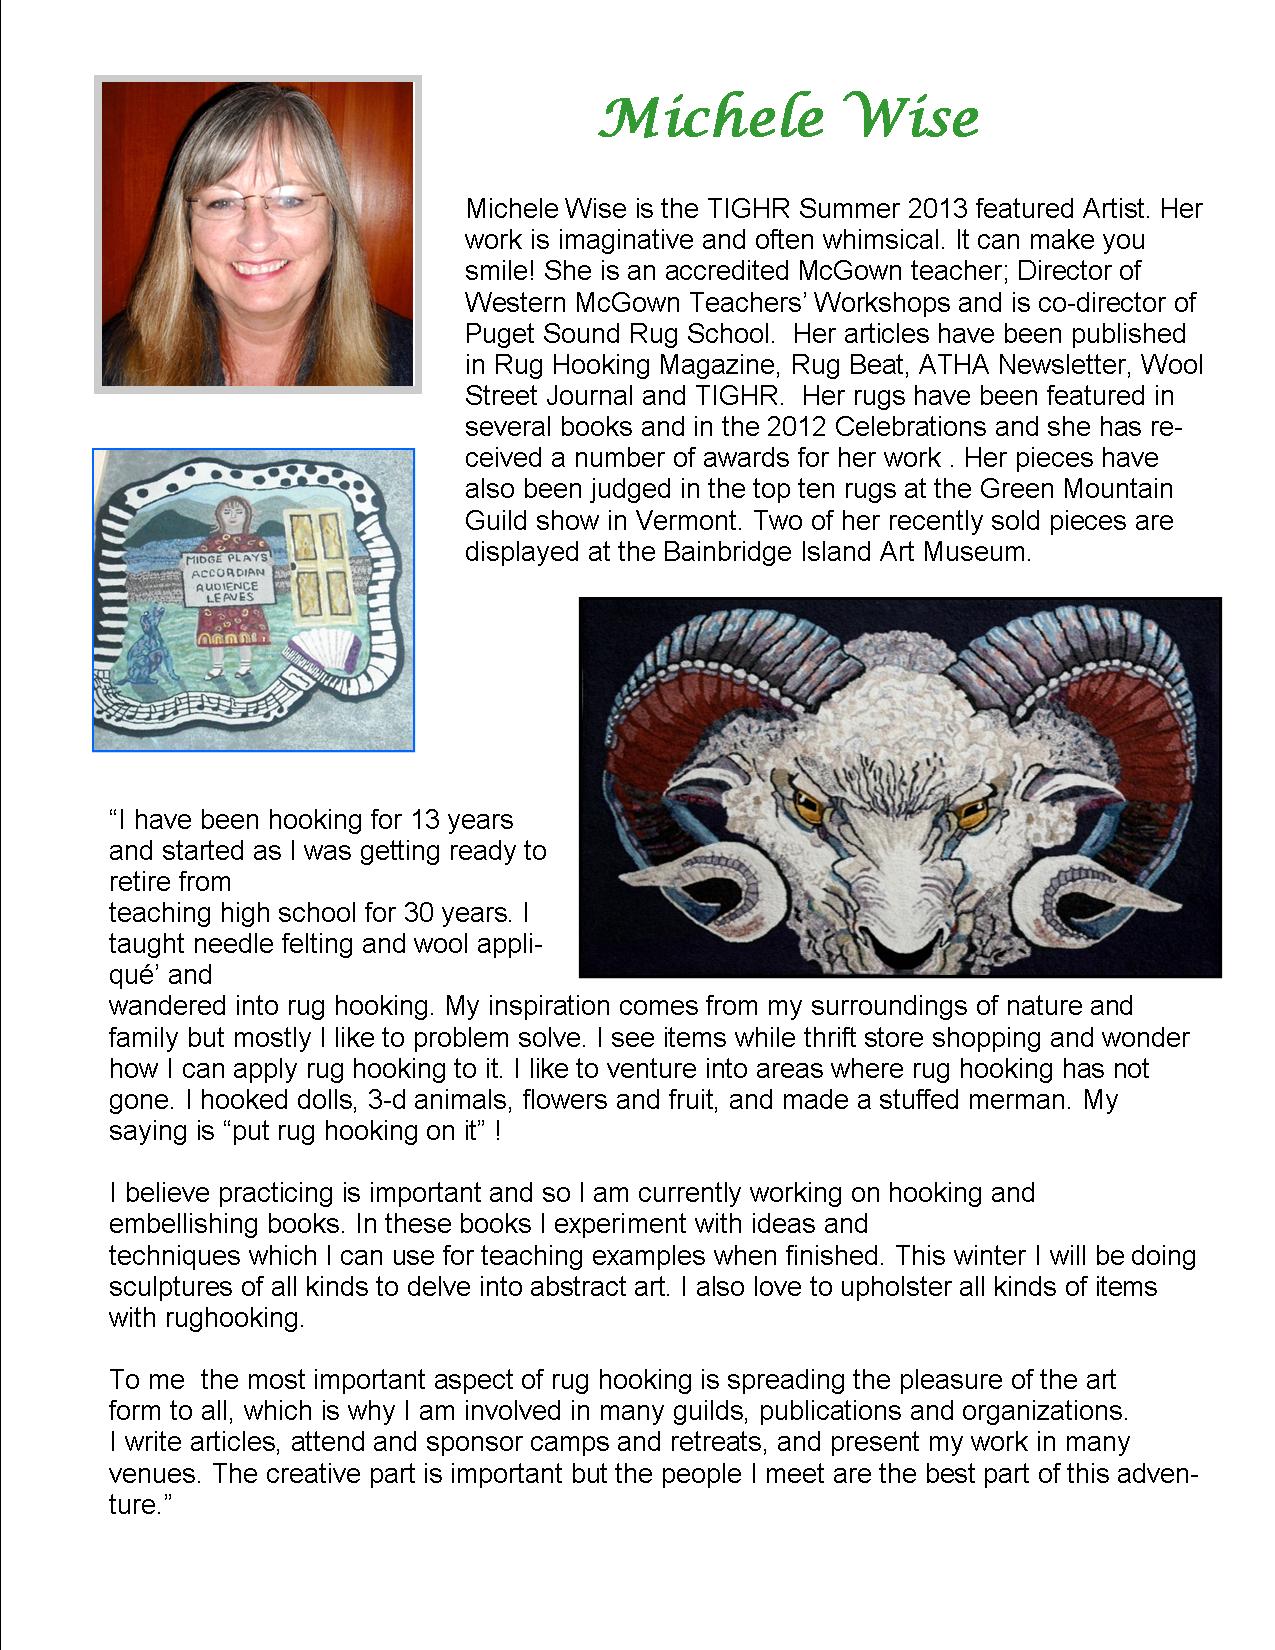 Michele Wise
Michele Wise is the TIGHR Summer 2013 featured Artist. Her
work is imaginative and often whimsical. It can make you
smile! She is an accredited McGown teacher; Director of
Western McGown Teachers’ Workshops and is co-director of
Puget Sound Rug School.  Her articles have been published
in Rug Hooking Magazine, Rug Beat, ATHA Newsletter, Wool
Street Journal and TIGHR.  Her rugs have been featured in
several books and in the 2012 Celebrations and she has re-
ceived a number of awards for her work . Her pieces have
also been judged in the top ten rugs at the Green Mountain
Guild show in Vermont. Two of her recently sold pieces are
displayed at the Bainbridge Island Art Museum.
MIDGE PLAYS
ACCORDIAN
AUDIENCE
LEAVES
“I have been hooking for 13 years
and started as I was getting ready to
retire from
teaching high school for 30 years. I
taught needle felting and wool appli-
qué’ and
wandered into rug hooking. My inspiration comes from my surroundings of nature and
family but mostly I like to problem solve. I see items while thrift store shopping and wonder
how I can apply rug hooking to it. I like to venture into areas where rug hooking has not
gone. I hooked dolls, 3-d animals, flowers and fruit, and made a stuffed merman. My
saying is “put rug hooking on it” !
I believe practicing is important and so I am currently working on hooking and
embellishing books. In these books I experiment with ideas and
techniques which I can use for teaching examples when finished. This winter I will be doing
sculptures of all kinds to delve into abstract art. I also love to upholster all kinds of items
with rughooking.
To me  the most important aspect of rug hooking is spreading the pleasure of the art
form to all, which is why I am involved in many guilds, publications and organizations.
I write articles, attend and sponsor camps and retreats, and present my work in many
venues. The creative part is important but the people I meet are the best part of this adven-
ture.”